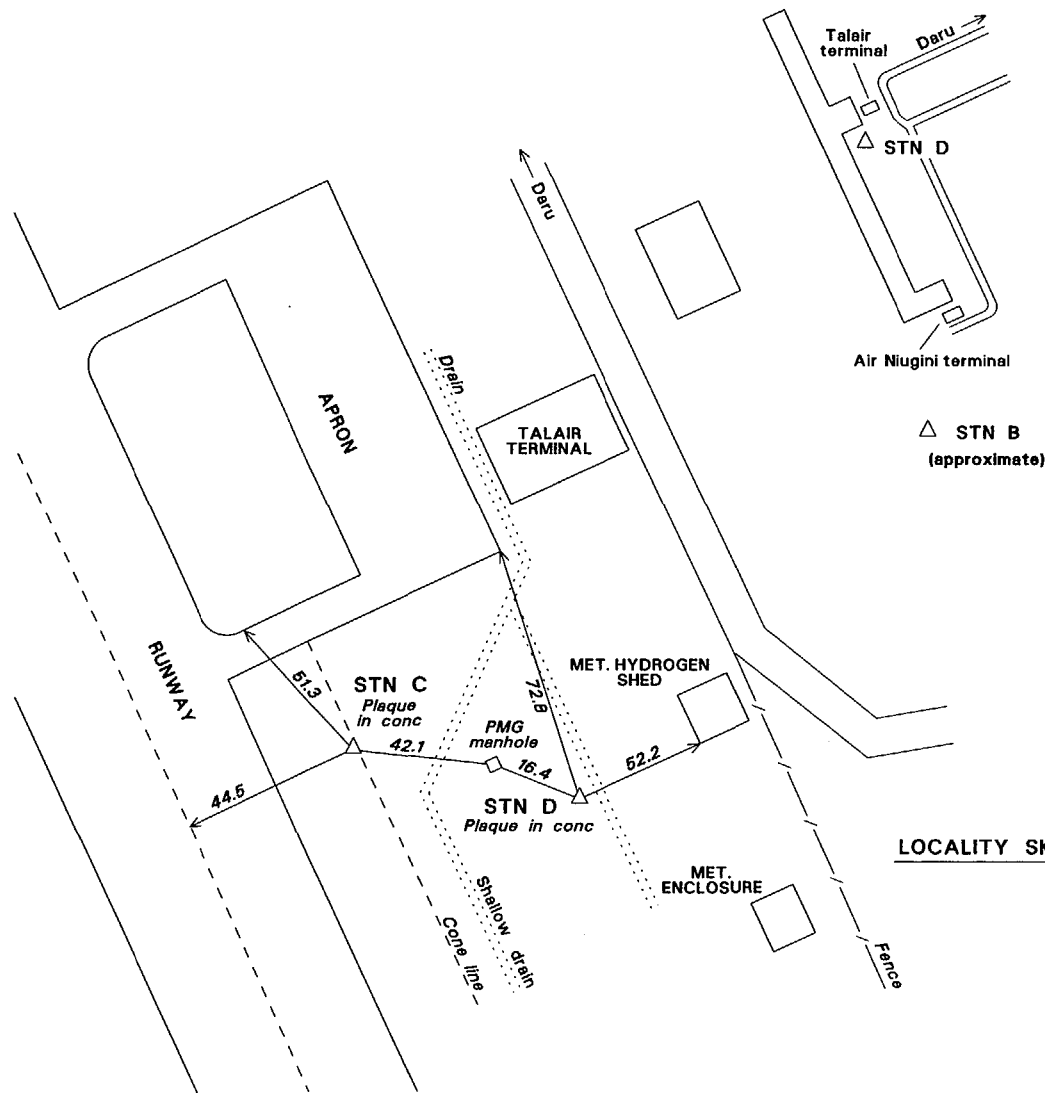 Talair
terminal
Daru
STN D
Air Niugini terminal
STN B
(approximate)
Daru
Drain
APRON
TALAIR
TERMINAL
RUNWAY
51.3
STN C
Plaque
in conc
42.1
PMG
manhole
16.4
72.8
MET. HYDROGEN
SHED
52.2
44.5
STN D
Plaque in conc
LOCALITY SK
MET.
ENCLOSURE
Shallow drain
Cone line
Fence